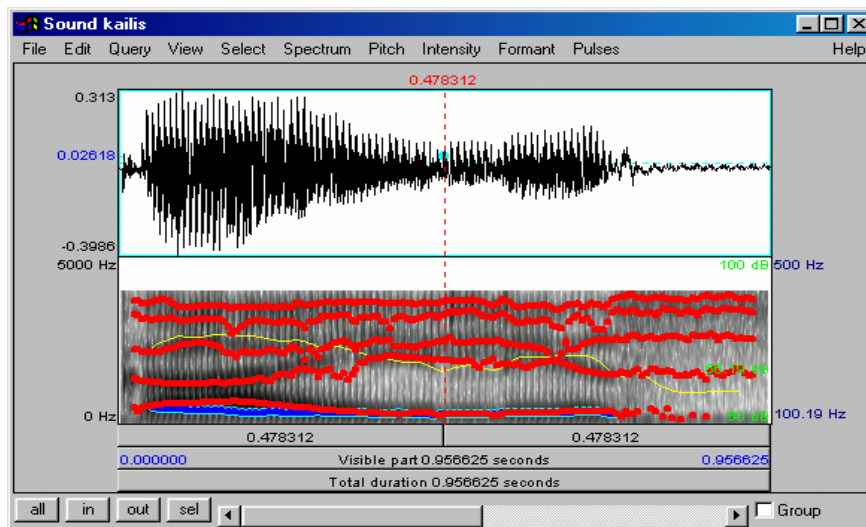 Sound kailis
File Edit Query View Select Spectrum Pitch Intensity Formant Pulses Help
0.478312
0.313
0.02618
-0.3986
5000 Hz 100 dB 500 Hz
0 Hz 100.19 Hz
0.478312 0.478312
0.000000 Visible part 0.956625 seconds 0.956625
Total duration 0.956625 seconds
all in out sel Group